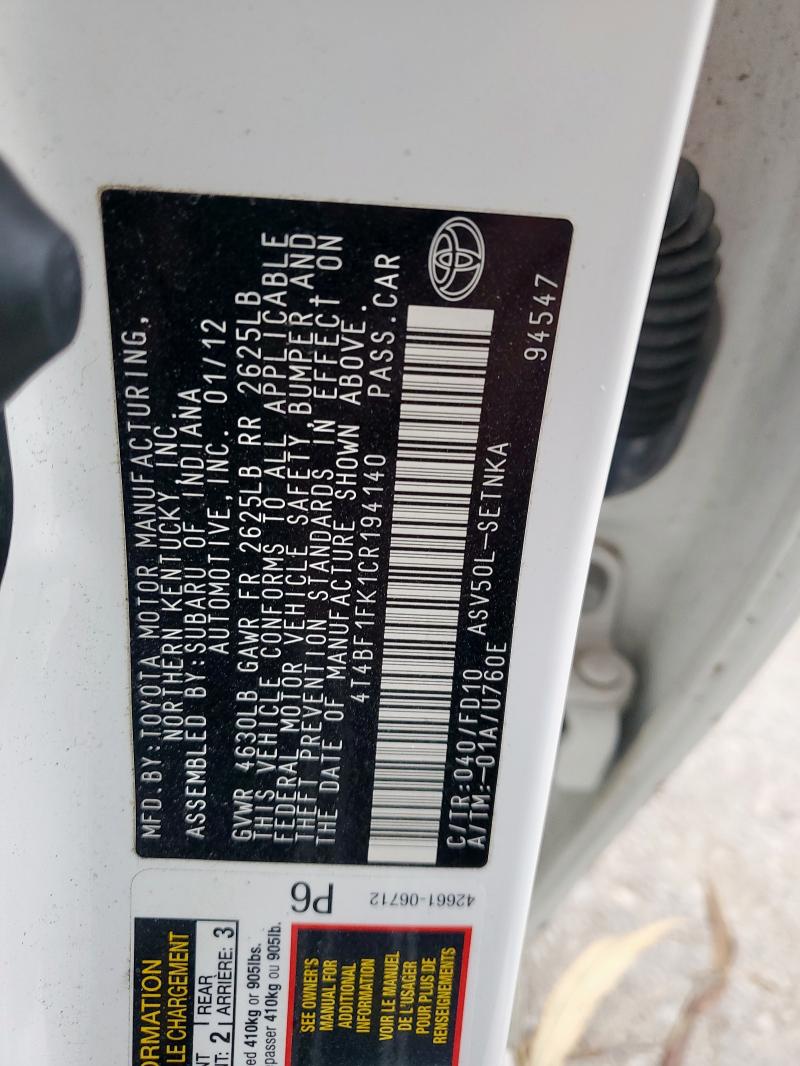 MFD.BY:TOYOTA MOTOR MANUFACTURING,
NORTHERN KENTUCKY INC.
ASSEMBLED BY:SUBARU OF INDIANA
AUTOMOTIVE,INC. 01/12
GVWR 4630LB GAWR FR 2625LB RR 2625LB
THIS VEHICLE CONFORMS TO ALL APPLICABLE
FEDERAL MOTOR VEHICLE SAFETY,BUMPER,AND
THEFT PREVENTION STANDARDS IN EFFECT ON
THE DATE OF MANUFACTURE SHOWN ABOVE.
4T4BF1FK1CR194140 PASS.CAR
C/TR:040/FD10 ASV50L-SETNKA
A/TM:-01A/U760E
94547
ORMATION
LE CHARGEMENT
NT
REAR
NT: 2
ARRIERE: 3
ed 410kg or 905lbs.
passer 410kg ou 905lb.
P6
SEE OWNER'S
MANUAL FOR
ADDITIONAL
INFORMATION
VOIR LE MANUEL
DE L'USAGER
POUR PLUS DE
RENSEIGNEMENTS
42661-06712